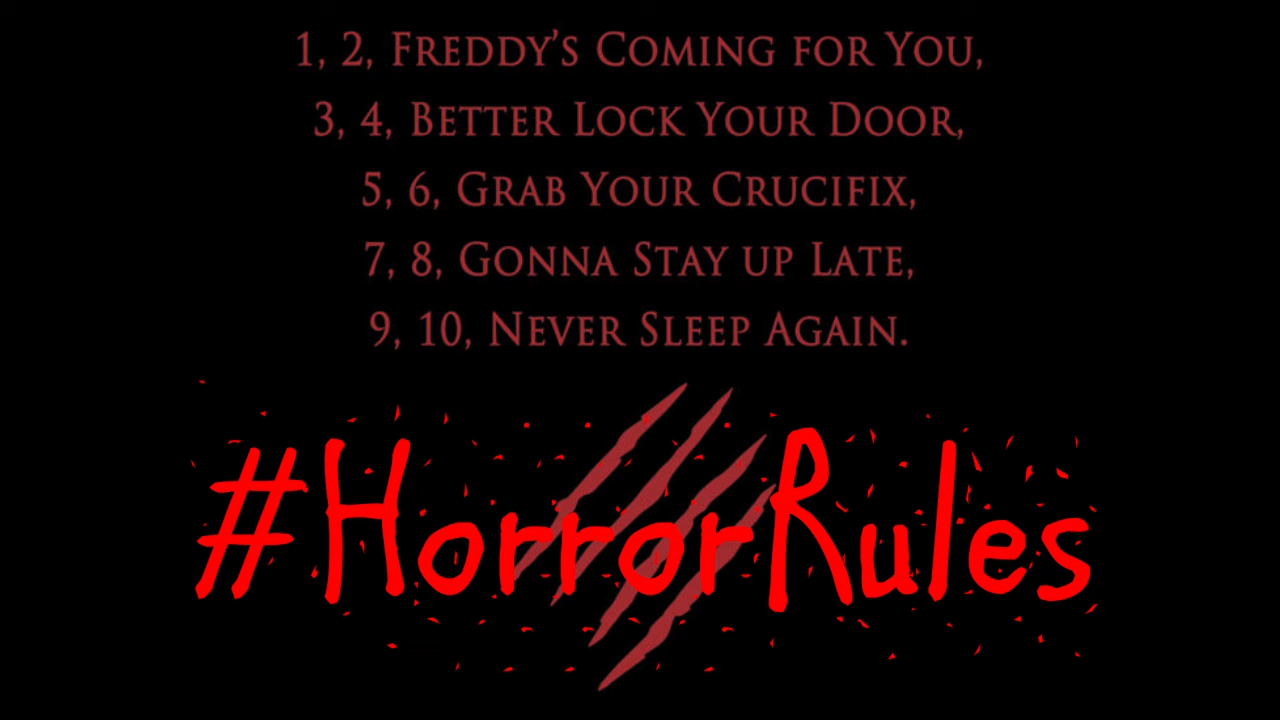 1, 2, Freddy's Coming for You,
3, 4, Better Lock Your Door,
5, 6, Grab Your Crucifix,
7, 8, Gonna Stay up Late,
9, 10, Never Sleep Again.
#HorrorRules